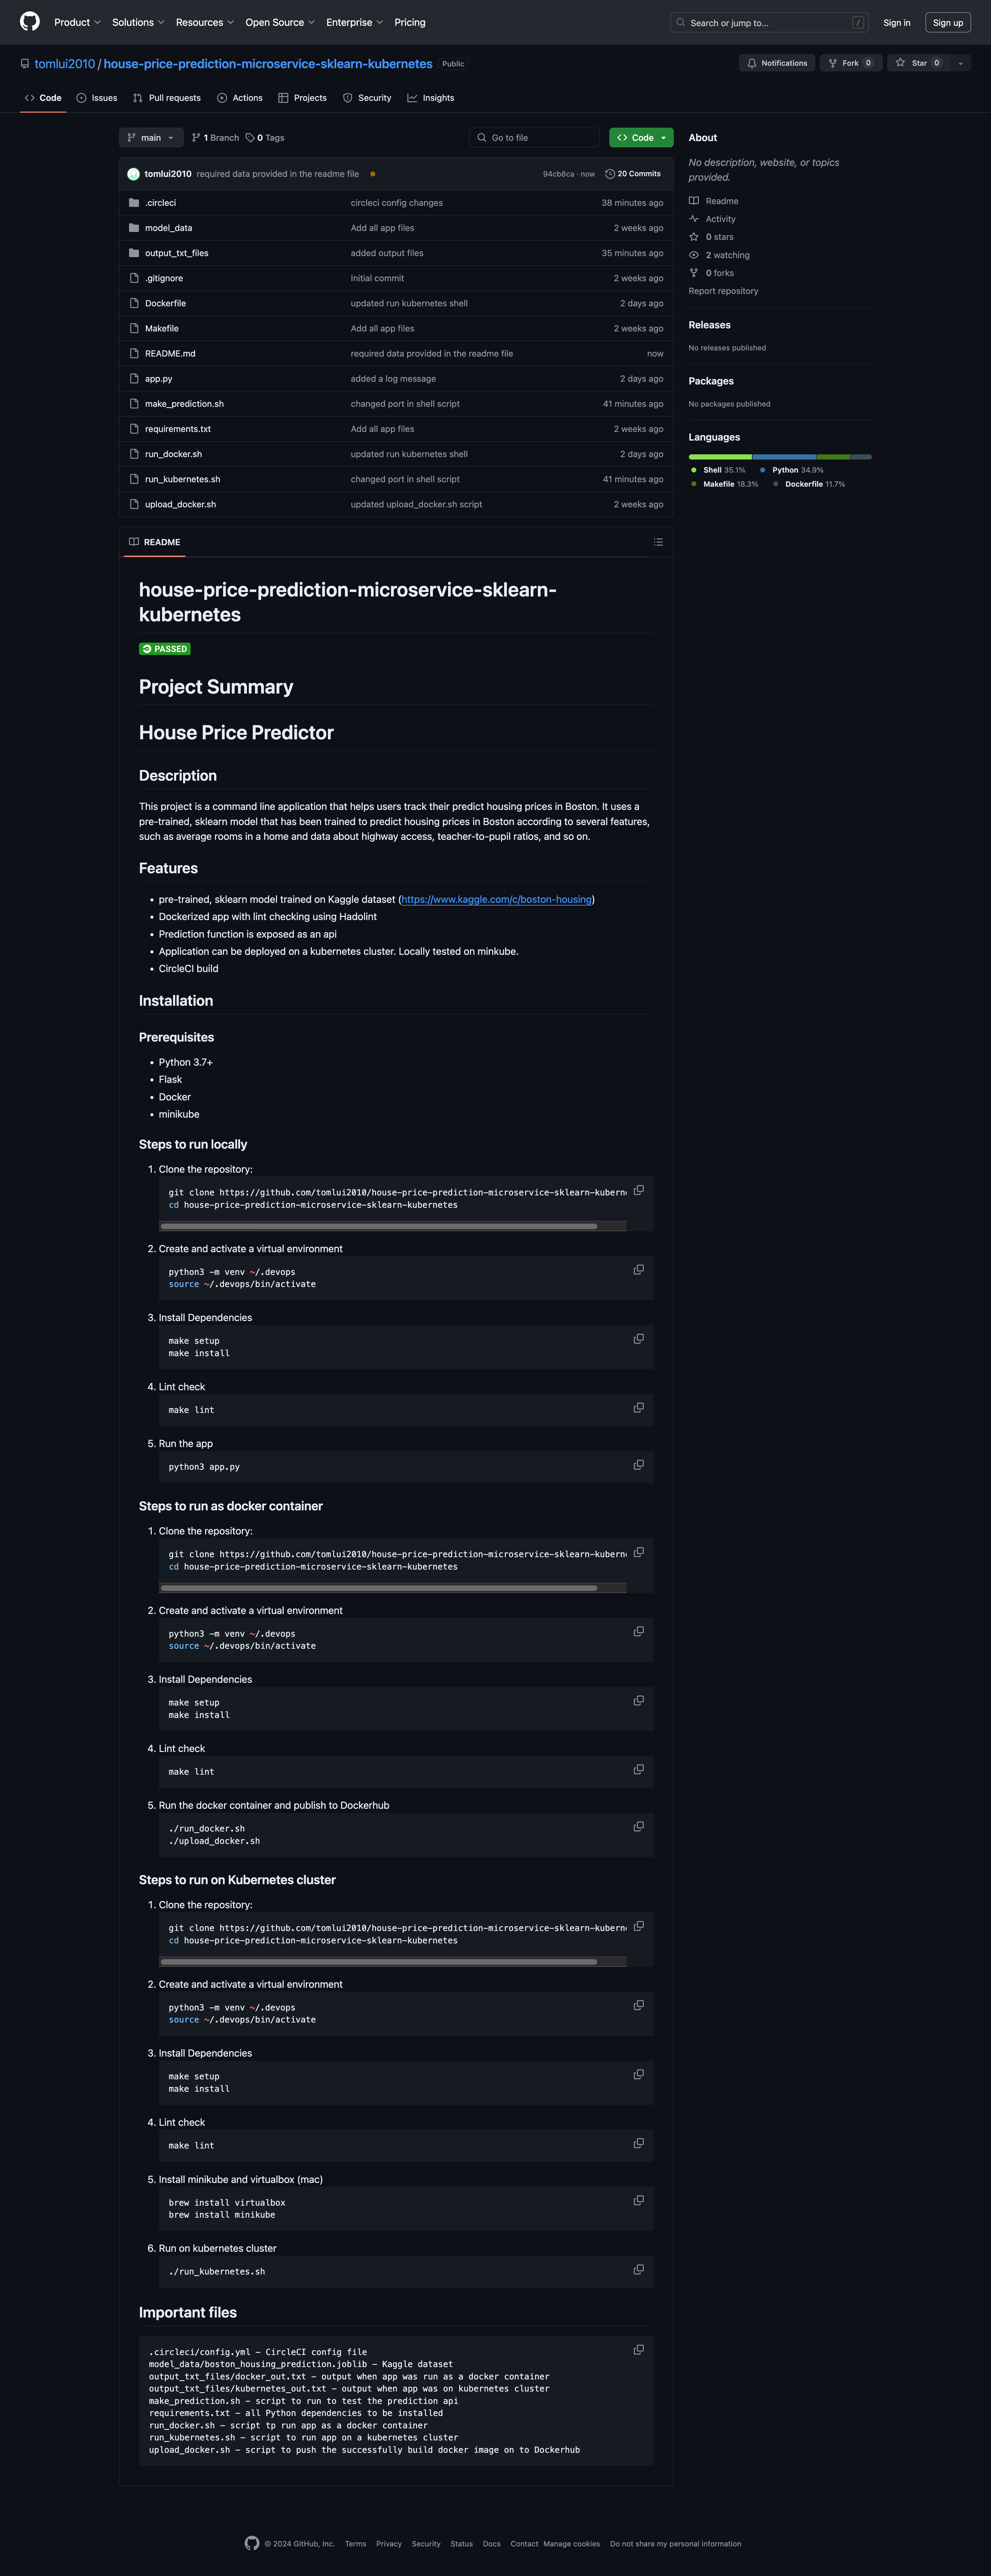 Product Solutions Resources Open Source Enterprise Pricing Search or jump to... / Sign in Sign up
tomlui2010 / house-price-prediction-microservice-sklearn-kubernetes Public Notifications Fork 0 Star 0
Code Issues Pull requests Actions Projects Security Insights
main 1 Branch 0 Tags Go to file Code
tomlui2010 required data provided in the readme file 94cb8ca · now 20 Commits
.circleci circleci config changes 38 minutes ago
model_data Add all app files 2 weeks ago
output_txt_files added output files 35 minutes ago
.gitignore Initial commit 2 weeks ago
Dockerfile updated run kubernetes shell 2 days ago
Makefile Add all app files 2 weeks ago
README.md required data provided in the readme file now
app.py added a log message 2 days ago
make_prediction.sh changed port in shell script 41 minutes ago
requirements.txt Add all app files 2 weeks ago
run_docker.sh updated run kubernetes shell 2 days ago
run_kubernetes.sh changed port in shell script 41 minutes ago
upload_docker.sh updated upload_docker.sh script 2 weeks ago
About
No description, website, or topics
provided.
Readme
Activity
0 stars
2 watching
0 forks
Report repository
Releases
No releases published
Packages
No packages published
Languages
Shell 35.1% Python 34.9%
Makefile 18.3% Dockerfile 11.7%
README
house-price-prediction-microservice-sklearn-
kubernetes
PASSED
Project Summary
House Price Predictor
Description
This project is a command line application that helps users track their predict housing prices in Boston. It uses a
pre-trained, sklearn model that has been trained to predict housing prices in Boston according to several features,
such as average rooms in a home and data about highway access, teacher-to-pupil ratios, and so on.
Features
• pre-trained, sklearn model trained on Kaggle dataset (https://www.kaggle.com/c/boston-housing)
• Dockerized app with lint checking using Hadolint
• Prediction function is exposed as an api
• Application can be deployed on a kubernetes cluster. Locally tested on minkube.
• CircleCI build
Installation
Prerequisites
• Python 3.7+
• Flask
• Docker
• minikube
Steps to run locally
1. Clone the repository:
git clone https://github.com/tomlui2010/house-price-prediction-microservice-sklearn-kuberne
cd house-price-prediction-microservice-sklearn-kubernetes
2. Create and activate a virtual environment
python3 -m venv ~/.devops
source ~/.devops/bin/activate
3. Install Dependencies
make setup
make install
4. Lint check
make lint
5. Run the app
python3 app.py
Steps to run as docker container
1. Clone the repository:
git clone https://github.com/tomlui2010/house-price-prediction-microservice-sklearn-kuberne
cd house-price-prediction-microservice-sklearn-kubernetes
2. Create and activate a virtual environment
python3 -m venv ~/.devops
source ~/.devops/bin/activate
3. Install Dependencies
make setup
make install
4. Lint check
make lint
5. Run the docker container and publish to Dockerhub
./run_docker.sh
./upload_docker.sh
Steps to run on Kubernetes cluster
1. Clone the repository:
git clone https://github.com/tomlui2010/house-price-prediction-microservice-sklearn-kuberne
cd house-price-prediction-microservice-sklearn-kubernetes
2. Create and activate a virtual environment
python3 -m venv ~/.devops
source ~/.devops/bin/activate
3. Install Dependencies
make setup
make install
4. Lint check
make lint
5. Install minikube and virtualbox (mac)
brew install virtualbox
brew install minikube
6. Run on kubernetes cluster
./run_kubernetes.sh
Important files
.circleci/config.yml – CircleCI config file
model_data/boston_housing_prediction.joblib – Kaggle dataset
output_txt_files/docker_out.txt – output when app was run as a docker container
output_txt_files/kubernetes_out.txt – output when app was on kubernetes cluster
make_prediction.sh – script to run to test the prediction api
requirements.txt – all Python dependencies to be installed
run_docker.sh – script tp run app as a docker container
run_kubernetes.sh – script to run app on a kubernetes cluster
upload_docker.sh – script to push the successfully build docker image on to Dockerhub
© 2024 GitHub, Inc. Terms Privacy Security Status Docs Contact Manage cookies Do not share my personal information